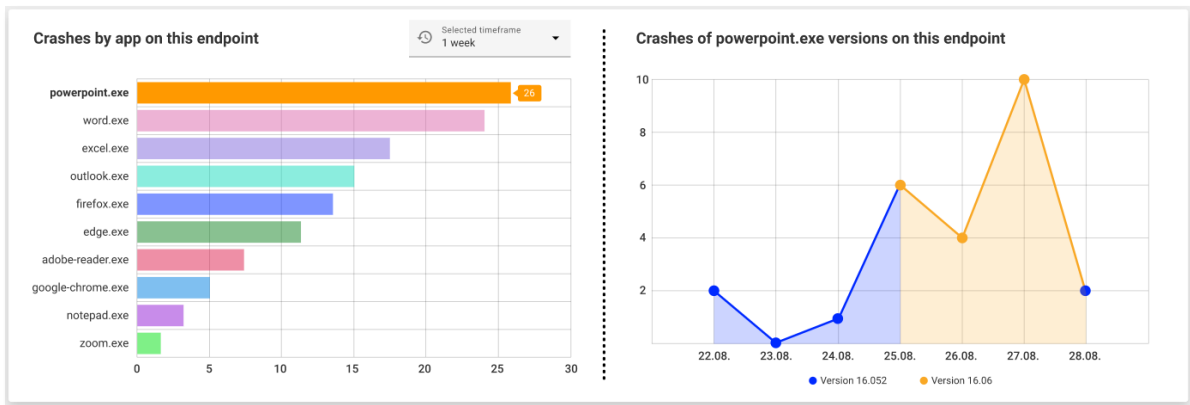 Crashes by app on this endpoint
Selected timeframe
1 week
powerpoint.exe
26
word.exe
excel.exe
outlook.exe
firefox.exe
edge.exe
adobe-reader.exe
google-chrome.exe
notepad.exe
zoom.exe
0 5 10 15 20 25 30
Crashes of powerpoint.exe versions on this endpoint
10
8
6
4
2
22.08. 23.08. 24.08. 25.08. 26.08. 27.08. 28.08.
Version 16.052 Version 16.06